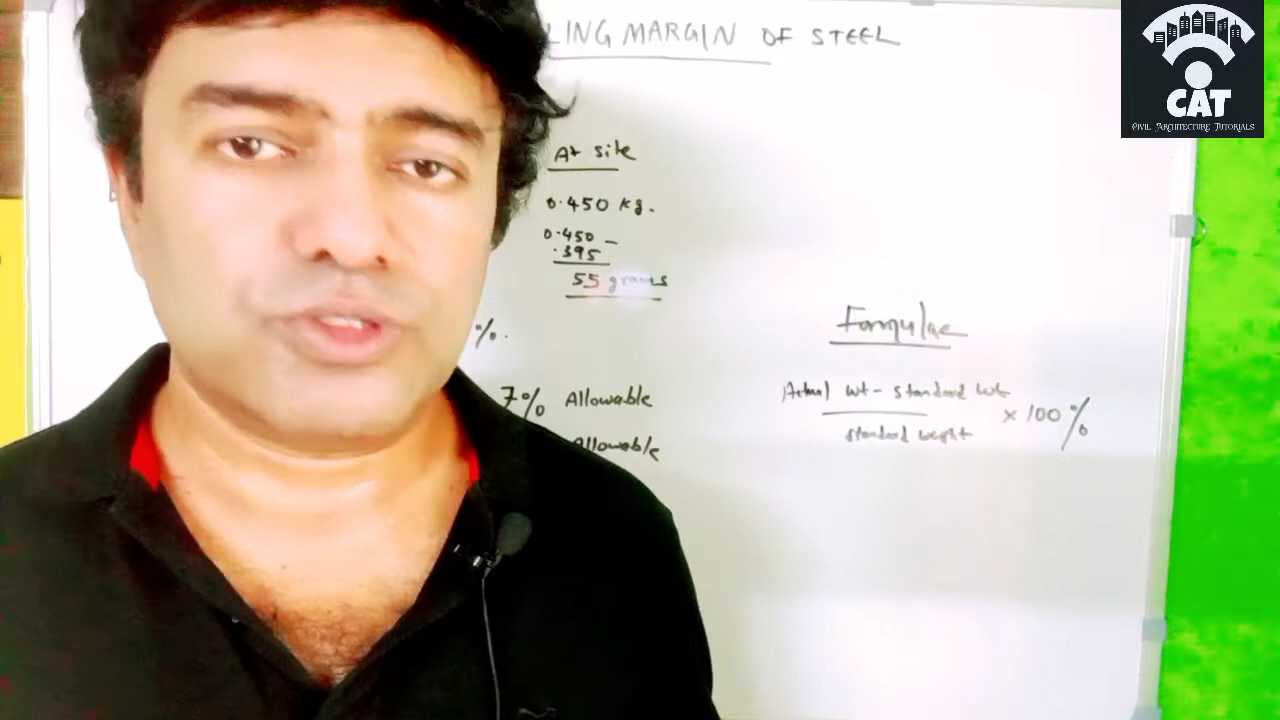 LING MARGIN OF STEEL
CAT
CIVIL ARCHITECTURE TUTORIALS
At site
0.450 kg.
0.450 –
.395
55 grams
%.
7% Allowable
Allowable
Formulae
Actual wt - standard wt
standard weight
× 100%